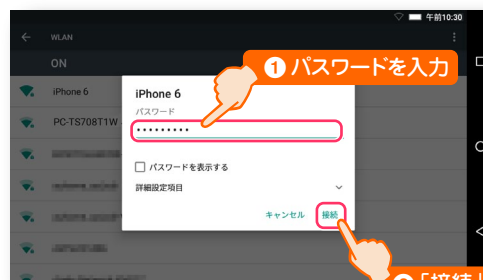 午前10:30
WLAN
ON
❶ パスワードを入力
iPhone 6
iPhone 6
パスワード
•••••••••
PC-TS708T1W
パスワードを表示する
詳細設定項目
キャンセル 接続